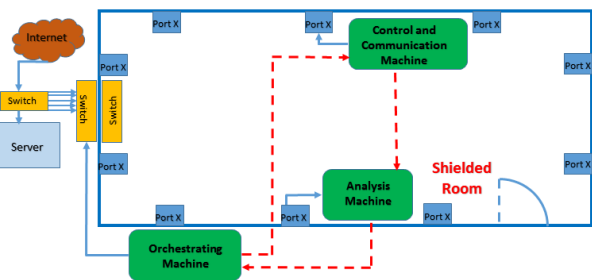 Port X
Port X
Port X
Control and
Communication
Machine
Internet
Port X
Port X
Switch
Switch
Switch
Server
Port X
Port X
Shielded
Room
Analysis
Machine
Port X
Port X
Port X
Orchestrating
Machine